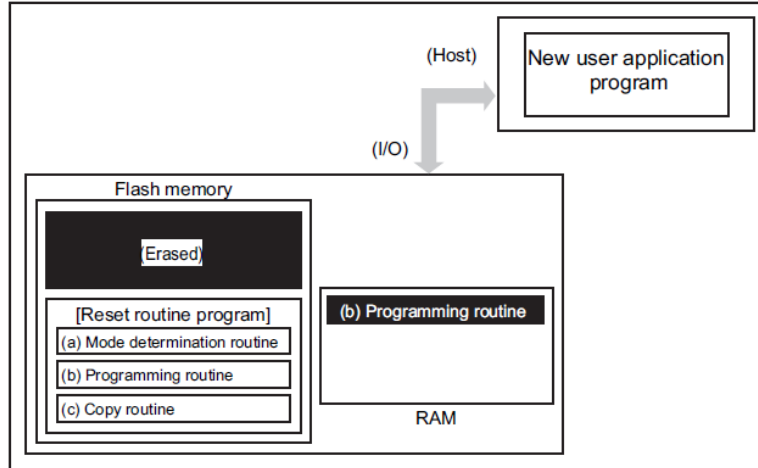 (Host)
New user application
program
(I/O)
Flash memory
(Erased)
[Reset routine program]
(a) Mode determination routine
(b) Programming routine
(c) Copy routine
(b) Programming routine
RAM